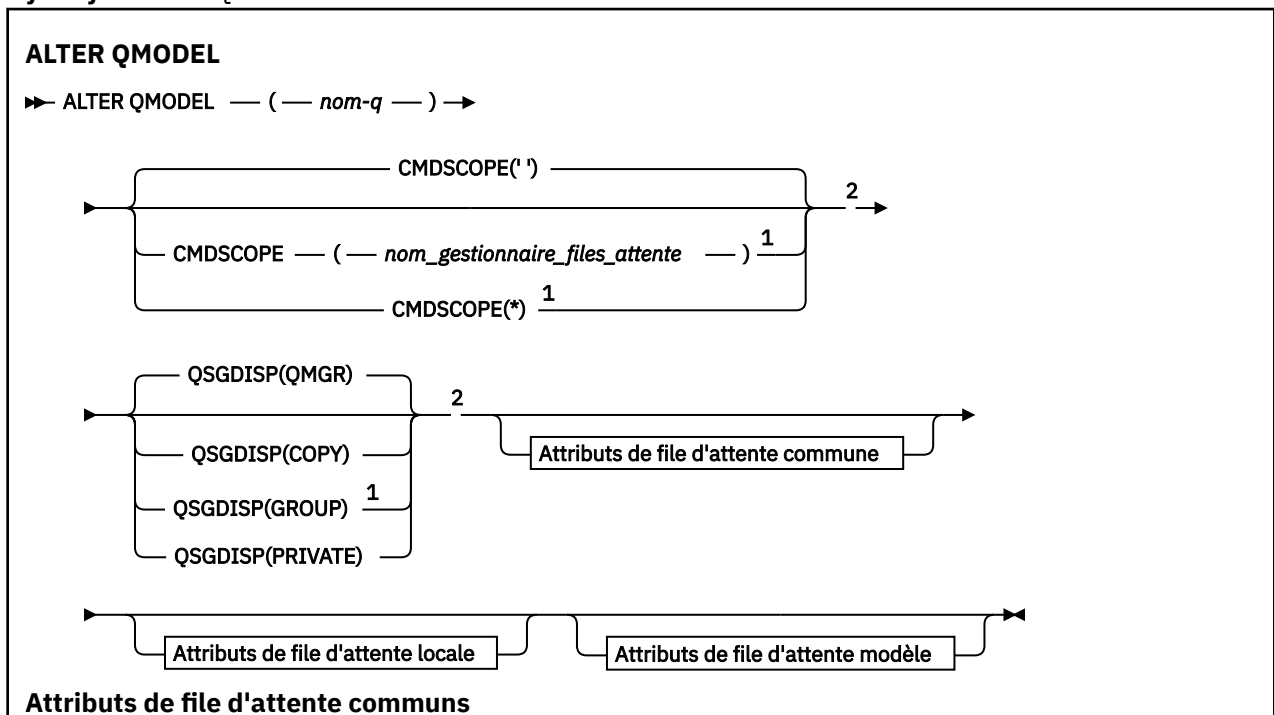 ALTER QMODEL
ALTER QMODEL ( nom-q )
CMDSCOPE(' ')
2
CMDSCOPE ( nom_gestionnaire_files_attente ) 1
CMDSCOPE(*) 1
QSGDISP(QMGR)
2
QSGDISP(COPY)
Attributs de file d'attente commune
QSGDISP(GROUP) 1
QSGDISP(PRIVATE)
Attributs de file d'attente locale
Attributs de file d'attente modèle
Attributs de file d'attente communs